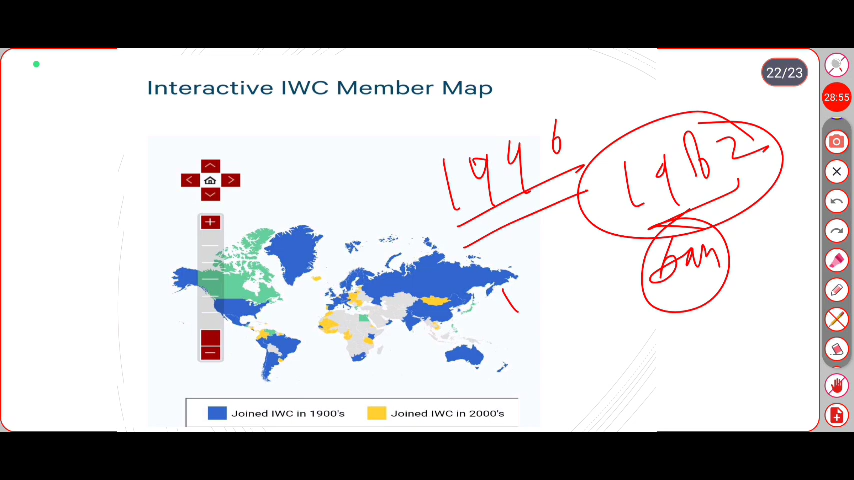 22/23
Interactive IWC Member Map
28:55
1946
1982
ban
Joined IWC in 1900's
Joined IWC in 2000's